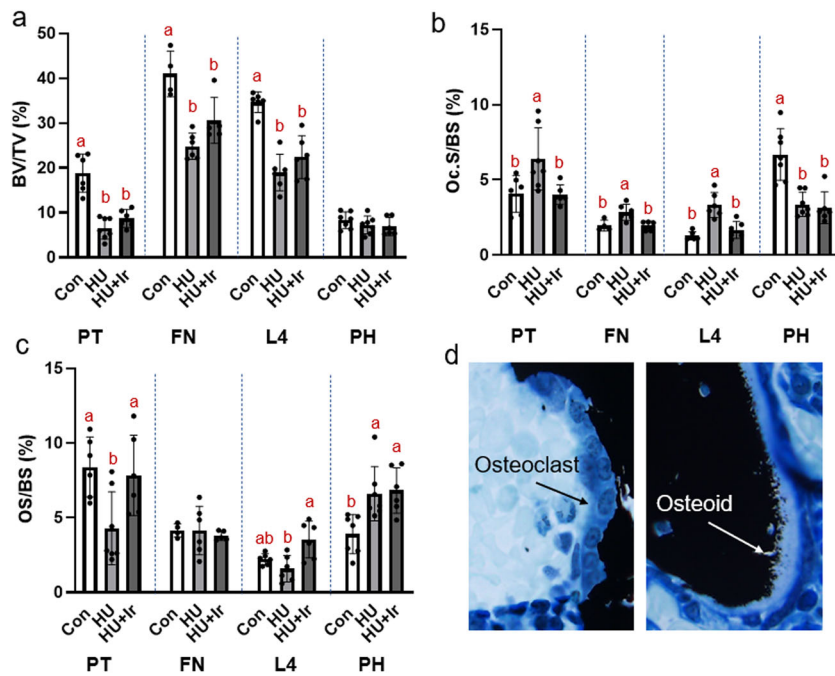 a
BV/TV (%)
50
40
30
20
10
0
a
b
b
a
b
b
a
b
b
Con HU HU+Ir Con HU HU+Ir Con HU HU+Ir Con HU HU+Ir
PT FN L4 PH
b
Oc.S/BS (%)
15
10
5
0
b
a
b
b
a
b
b
a
b
a
b
b
Con HU HU+Ir Con HU HU+Ir Con HU HU+Ir Con HU HU+Ir
PT FN L4 PH
c
OS/BS (%)
15
10
5
0
a
b
a
ab
b
a
b
a
a
Con HU HU+Ir Con HU HU+Ir Con HU HU+Ir Con HU HU+Ir
PT FN L4 PH
d
Osteoclast
Osteoid